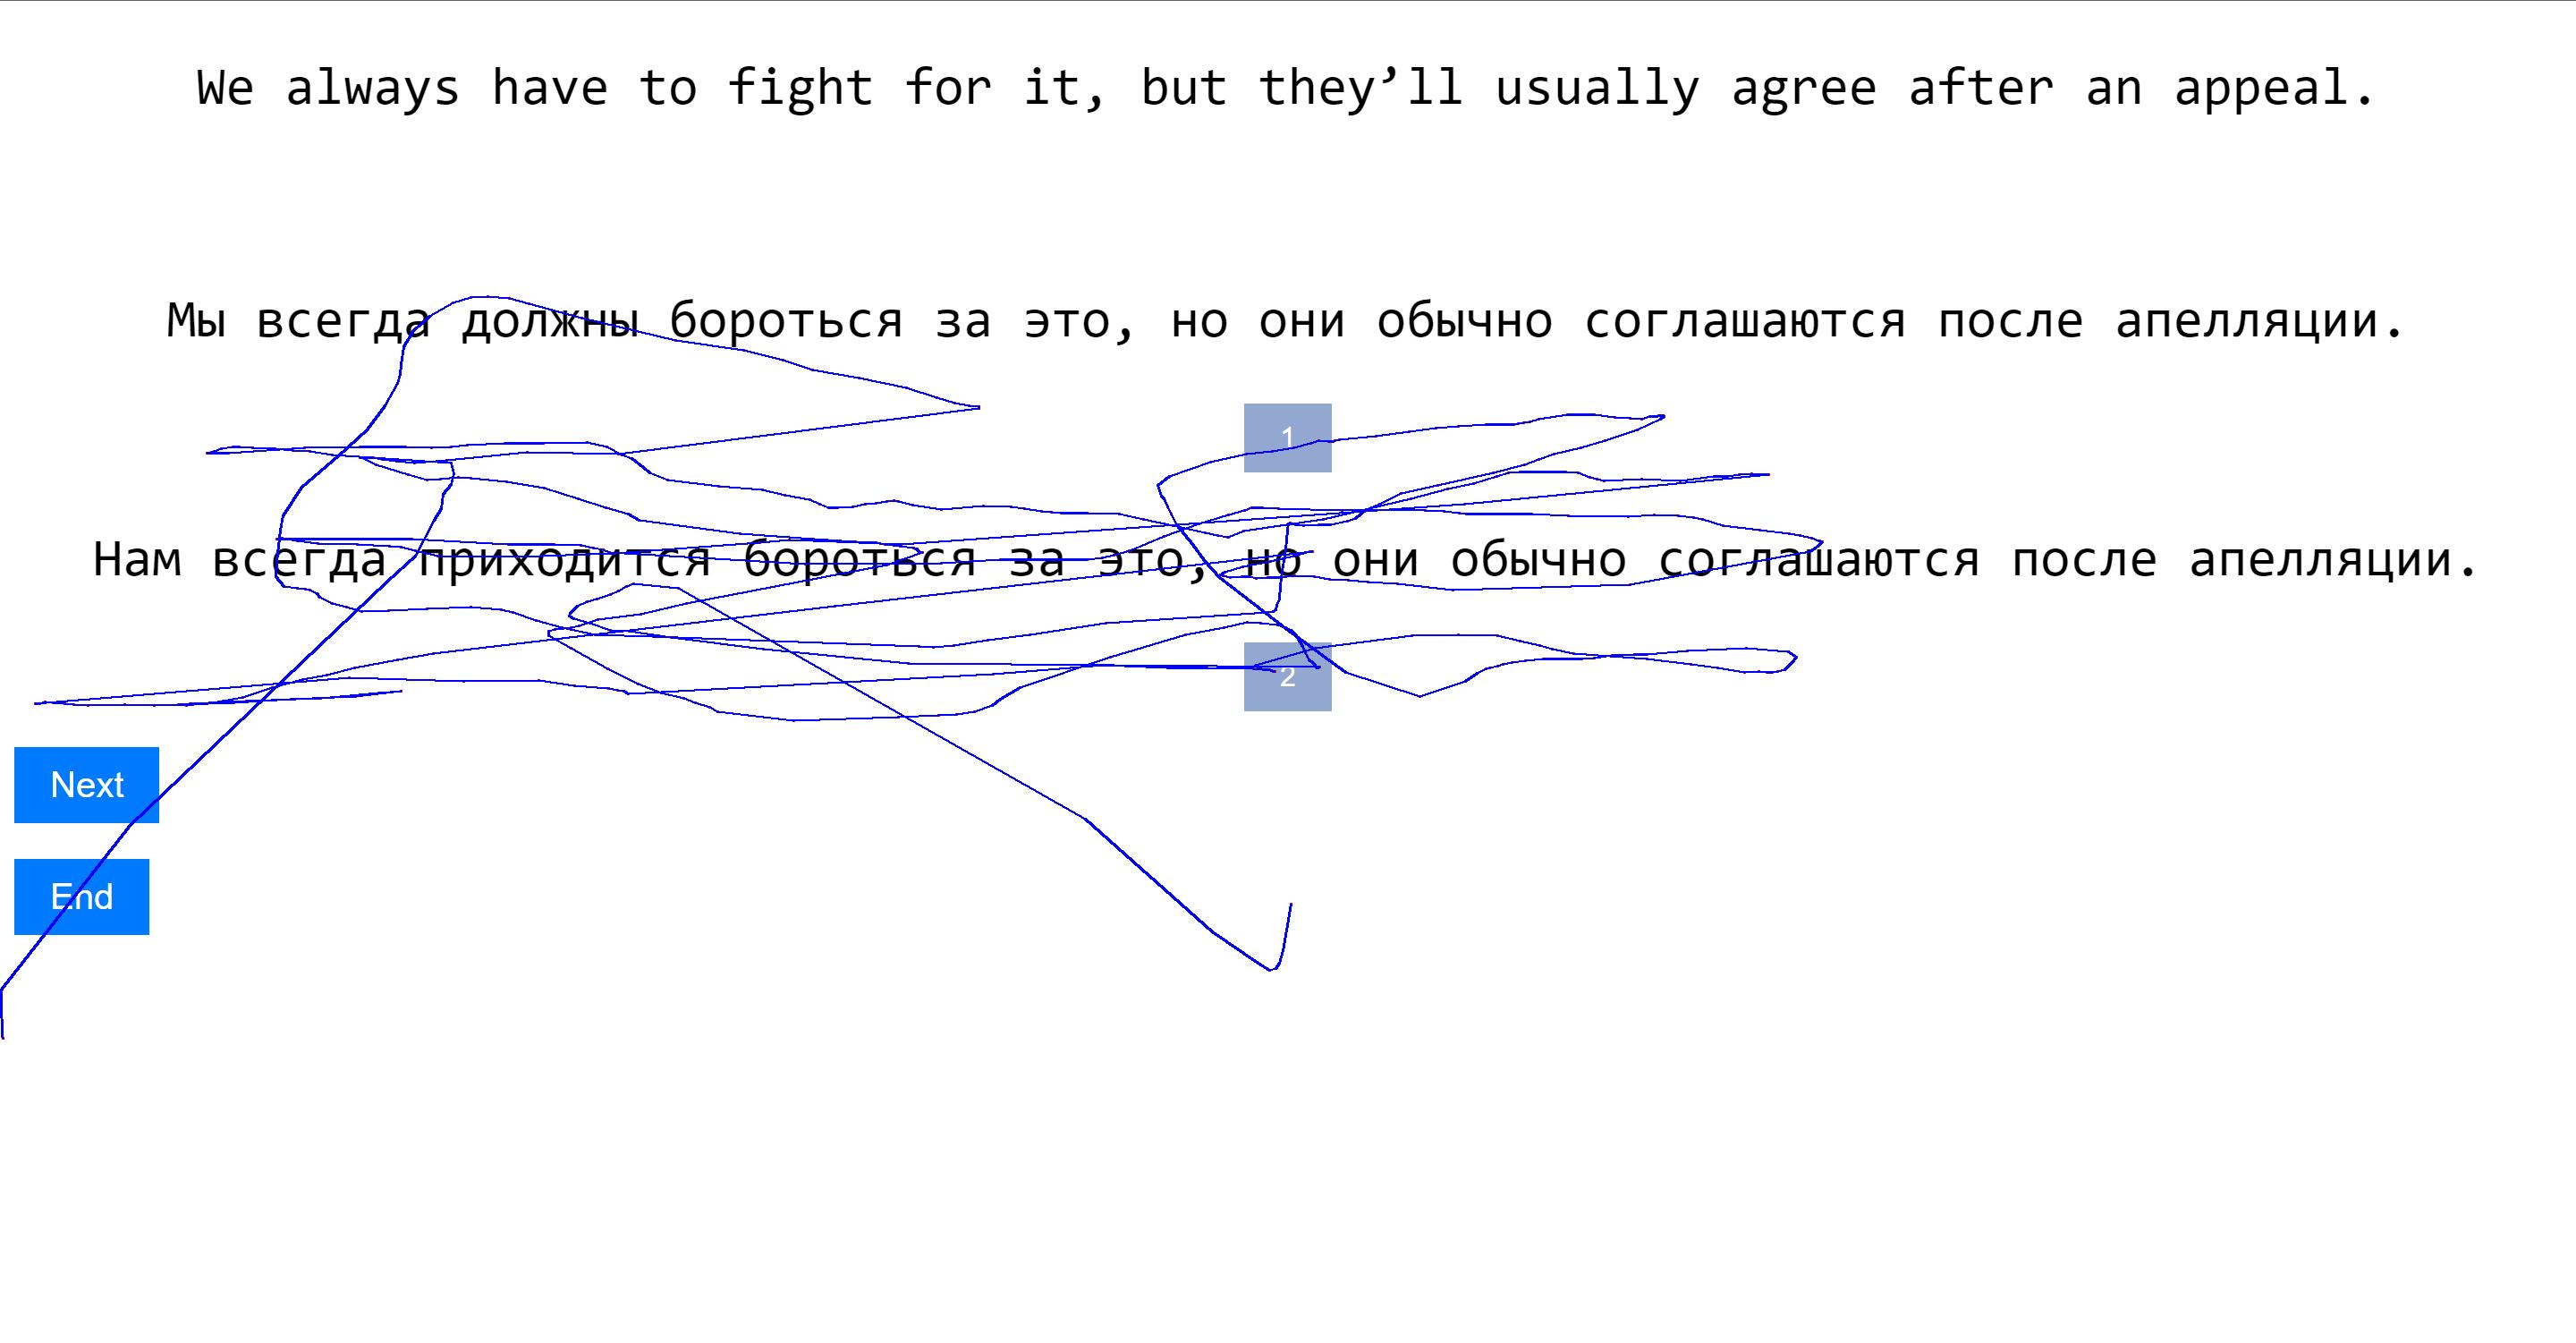 We always have to fight for it, but they’ll usually agree after an appeal.
Мы всегда должны бороться за это, но они обычно соглашаются после апелляции.
1
Нам всегда приходится бороться за это, но они обычно соглашаются после апелляции.
2
Next
End